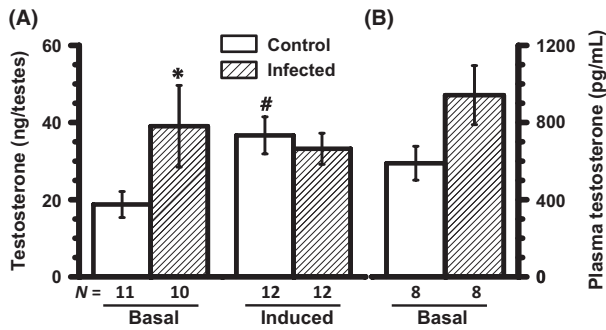 (A) (B)
60 1200
Control
Infected
* #
40 800
20 400
0 0
Testosterone (ng/testes)
Plasma testosterone (pg/mL)
N = 11 10 12 12 8 8
Basal Induced Basal